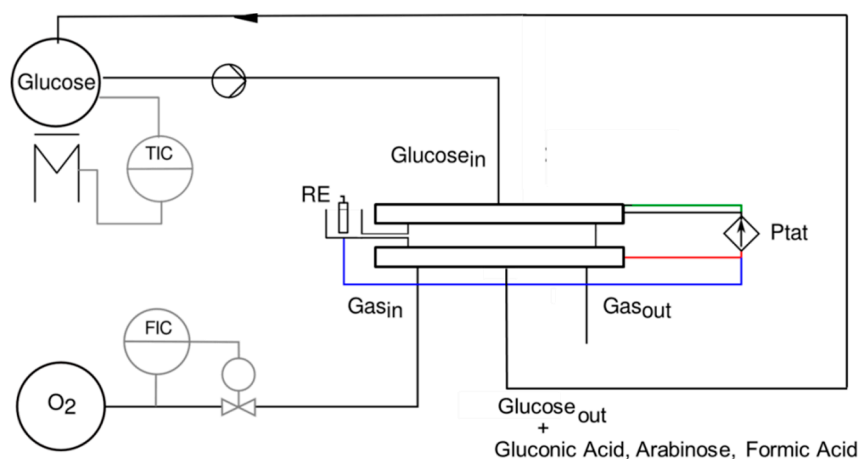 Glucose
TIC
Glucosein
RE
Ptat
Gasin
Gasout
FIC
O2
Glucoseout
+
Gluconic Acid, Arabinose, Formic Acid